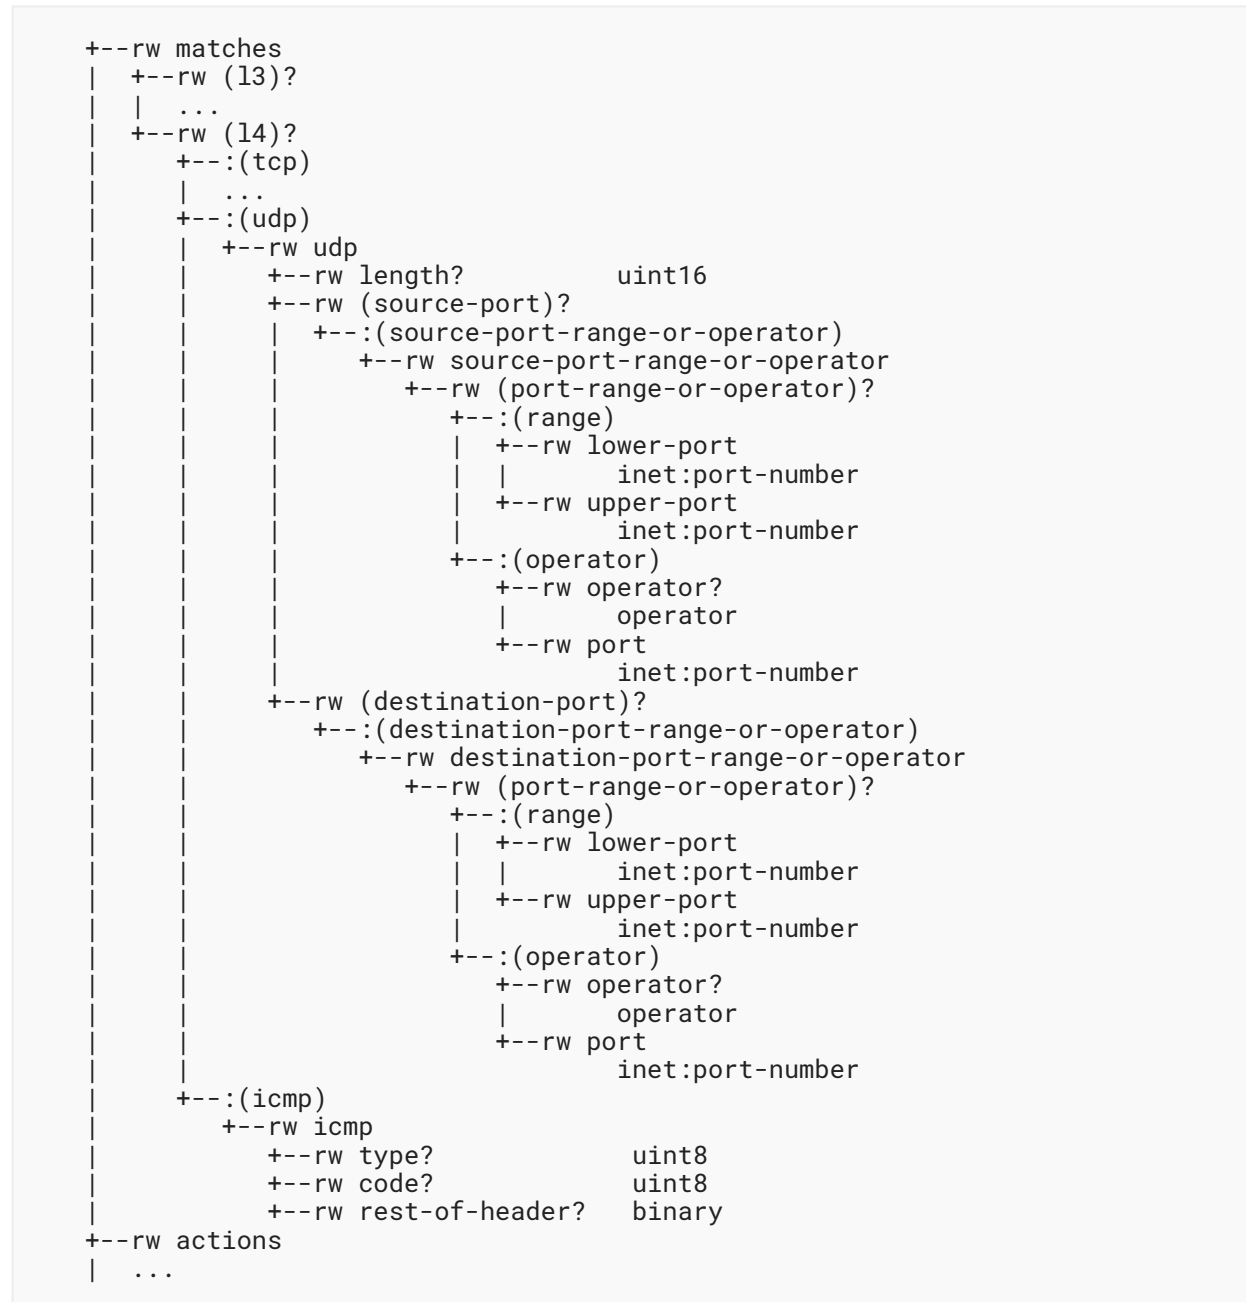 +--rw matches
|  +--rw (l3)?
|  |  ...
|  +--rw (l4)?
|     +--:(tcp)
|     |  ...
|     +--:(udp)
|     |  +--rw udp
|     |     +--rw length?          uint16
|     |     +--rw (source-port)?
|     |     |  +--:(source-port-range-or-operator)
|     |     |     +--rw source-port-range-or-operator
|     |     |        +--rw (port-range-or-operator)?
|     |     |           +--:(range)
|     |     |           |  +--rw lower-port
|     |     |           |  |       inet:port-number
|     |     |           |  +--rw upper-port
|     |     |           |          inet:port-number
|     |     |           +--:(operator)
|     |     |              +--rw operator?
|     |     |              |       operator
|     |     |              +--rw port
|     |     |                      inet:port-number
|     |     +--rw (destination-port)?
|     |        +--:(destination-port-range-or-operator)
|     |           +--rw destination-port-range-or-operator
|     |              +--rw (port-range-or-operator)?
|     |                 +--:(range)
|     |                 |  +--rw lower-port
|     |                 |  |       inet:port-number
|     |                 |  +--rw upper-port
|     |                 |          inet:port-number
|     |                 +--:(operator)
|     |                    +--rw operator?
|     |                    |       operator
|     |                    +--rw port
|     |                            inet:port-number
|     +--:(icmp)
|        +--rw icmp
|           +--rw type?             uint8
|           +--rw code?             uint8
|           +--rw rest-of-header?   binary
+--rw actions
|  ...